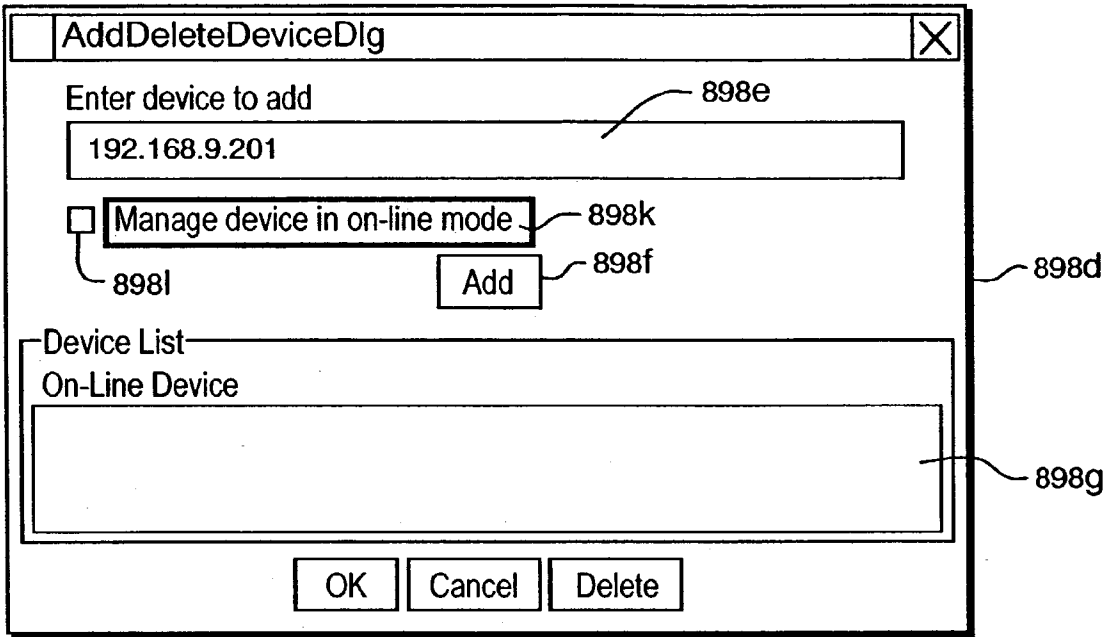 AddDeleteDeviceDlg
Enter device to add
898e
192.168.9.201
Manage device in on-line mode
898k
898l
Add
898f
898d
Device List
On-Line Device
898g
OK Cancel Delete